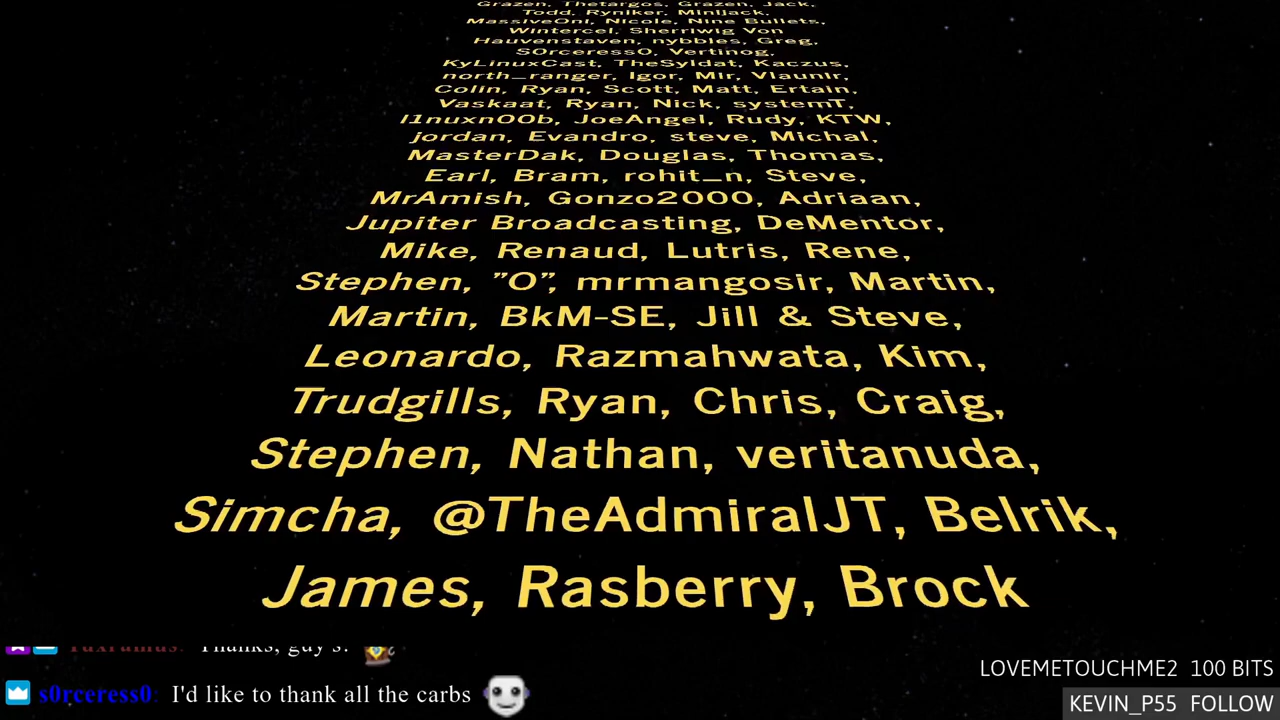 Grazen, Thetargos, Grazen, Jack,
Todd, Ryniker, Minijack,
MassiveOni, Nicole, Nine Bullets,
Wintercel, Sherriwig Von
Hauvenstaven, nybbles, Greg,
S0rceress0, Vertinog,
KyLinuxCast, TheSyldat, Kaczus,
north_ranger, Igor, Mir, Vlaunir,
Colin, Ryan, Scott, Matt, Ertain,
Vaskaat, Ryan, Nick, systemT,
l1nuxn00b, JoeAngel, Rudy, KTW,
jordan, Evandro, steve, Michal,
MasterDak, Douglas, Thomas,
Earl, Bram, rohit_n, Steve,
MrAmish, Gonzo2000, Adriaan,
Jupiter Broadcasting, DeMentor,
Mike, Renaud, Lutris, Rene,
Stephen, "O", mrmangosir, Martin,
Martin, BkM-SE, Jill & Steve,
Leonardo, Razmahwata, Kim,
Trudgills, Ryan, Chris, Craig,
Stephen, Nathan, veritanuda,
Simcha, @TheAdmiralJT, Belrik,
James, Rasberry, Brock
Thanks, guy's!
s0rceress0: I'd like to thank all the carbs
LOVEMETOUCHME2 100 BITS
KEVIN_P55 FOLLOW